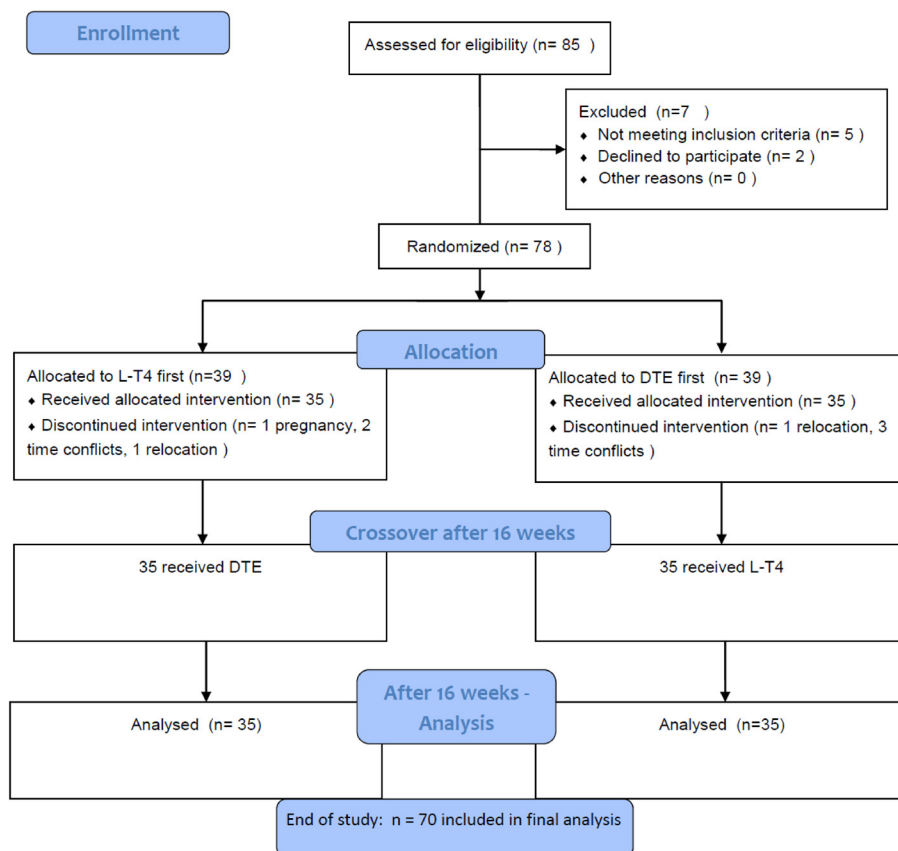 Enrollment
Assessed for eligibility (n= 85 )
Excluded (n=7 )
⬧ Not meeting inclusion criteria (n= 5 )
⬧ Declined to participate (n= 2 )
⬧ Other reasons (n= 0 )
Randomized (n= 78 )
Allocation
Allocated to L-T4 first (n=39 )
⬧ Received allocated intervention (n= 35 )
⬧ Discontinued intervention (n= 1 pregnancy, 2
time conflicts, 1 relocation )
Allocated to DTE first (n= 39 )
⬧ Received allocated intervention (n= 35 )
⬧ Discontinued intervention (n= 1 relocation, 3
time conflicts )
Crossover after 16 weeks
35 received DTE
35 received L-T4
After 16 weeks -
Analysis
Analysed (n= 35)
Analysed (n=35)
End of study: n = 70 included in final analysis